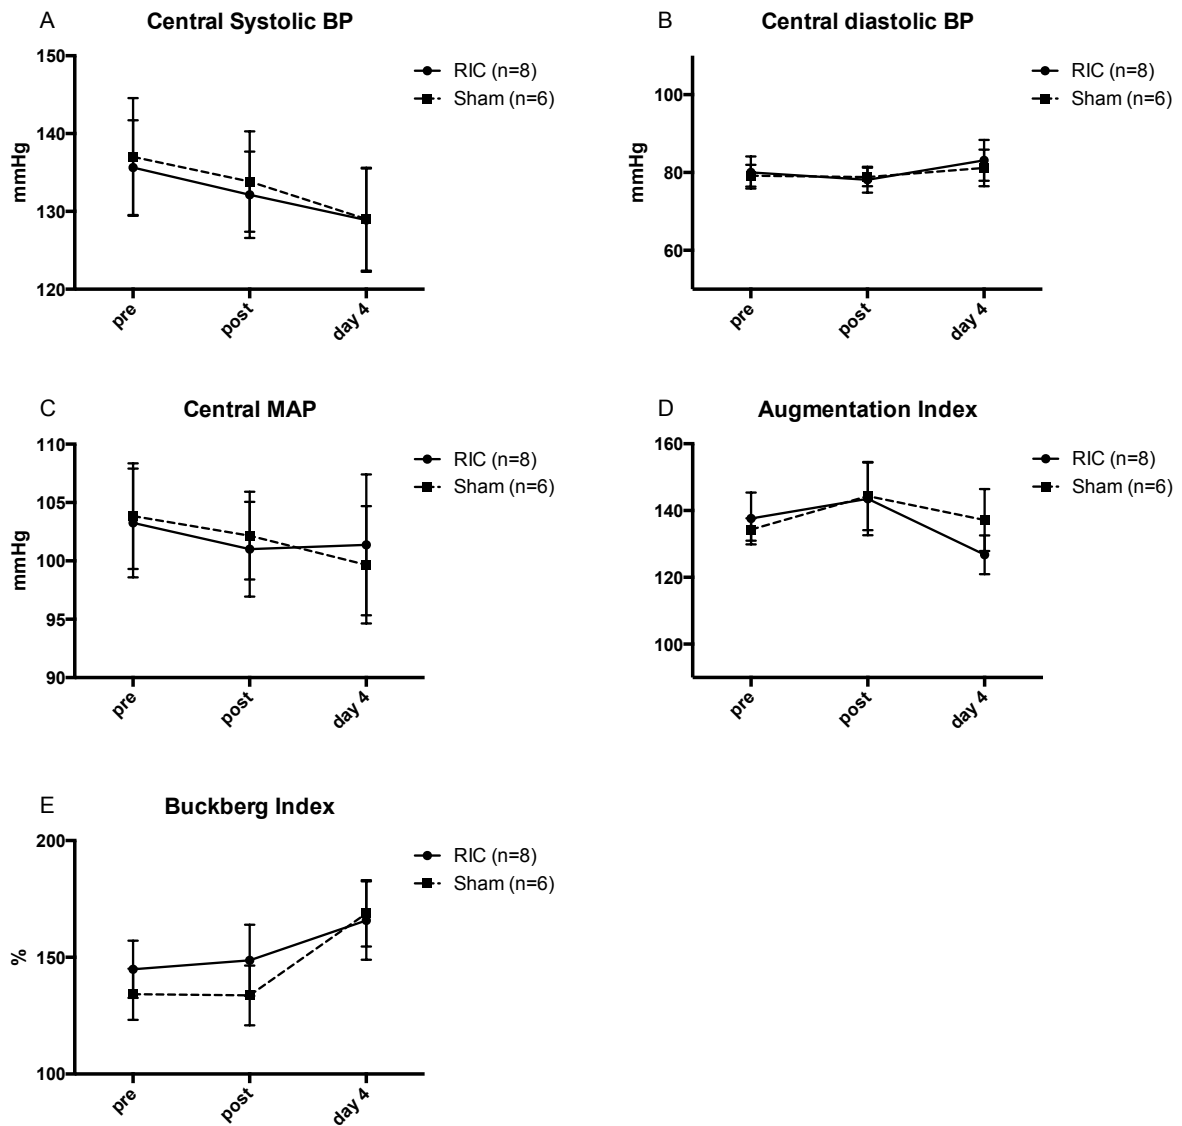 A
Central Systolic BP
150
140
130
120
mmHg
pre
post
day 4
RIC (n=8)
Sham (n=6)
B
Central diastolic BP
100
80
60
mmHg
pre
post
day 4
RIC (n=8)
Sham (n=6)
C
Central MAP
110
105
100
95
90
mmHg
pre
post
day 4
RIC (n=8)
Sham (n=6)
D
Augmentation Index
160
140
120
100
pre
post
day 4
RIC (n=8)
Sham (n=6)
E
Buckberg Index
200
150
100
%
pre
post
day 4
RIC (n=8)
Sham (n=6)